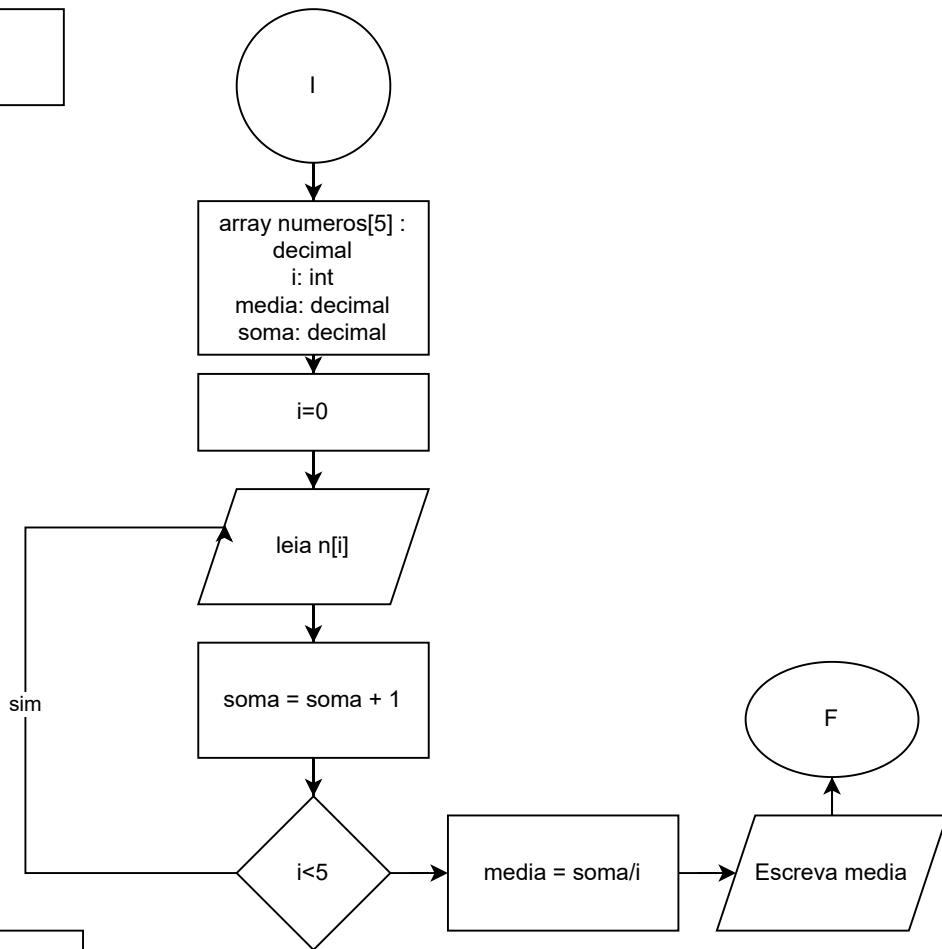 I
array numeros[5] :
decimal
i: int
media: decimal
soma: decimal
i=0
leia n[i]
soma = soma + 1
sim
F
i<5
media = soma/i
Escreva media